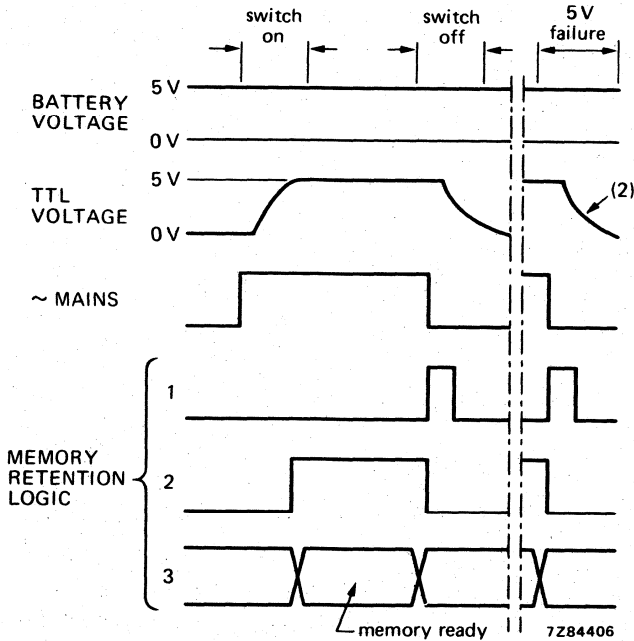 switch
on
switch
off
5 V
failure
BATTERY
VOLTAGE
5 V
0 V
TTL
VOLTAGE
5 V
0 V
(2)
~ MAINS
MEMORY
RETENTION
LOGIC
1
2
3
memory ready
7Z84406